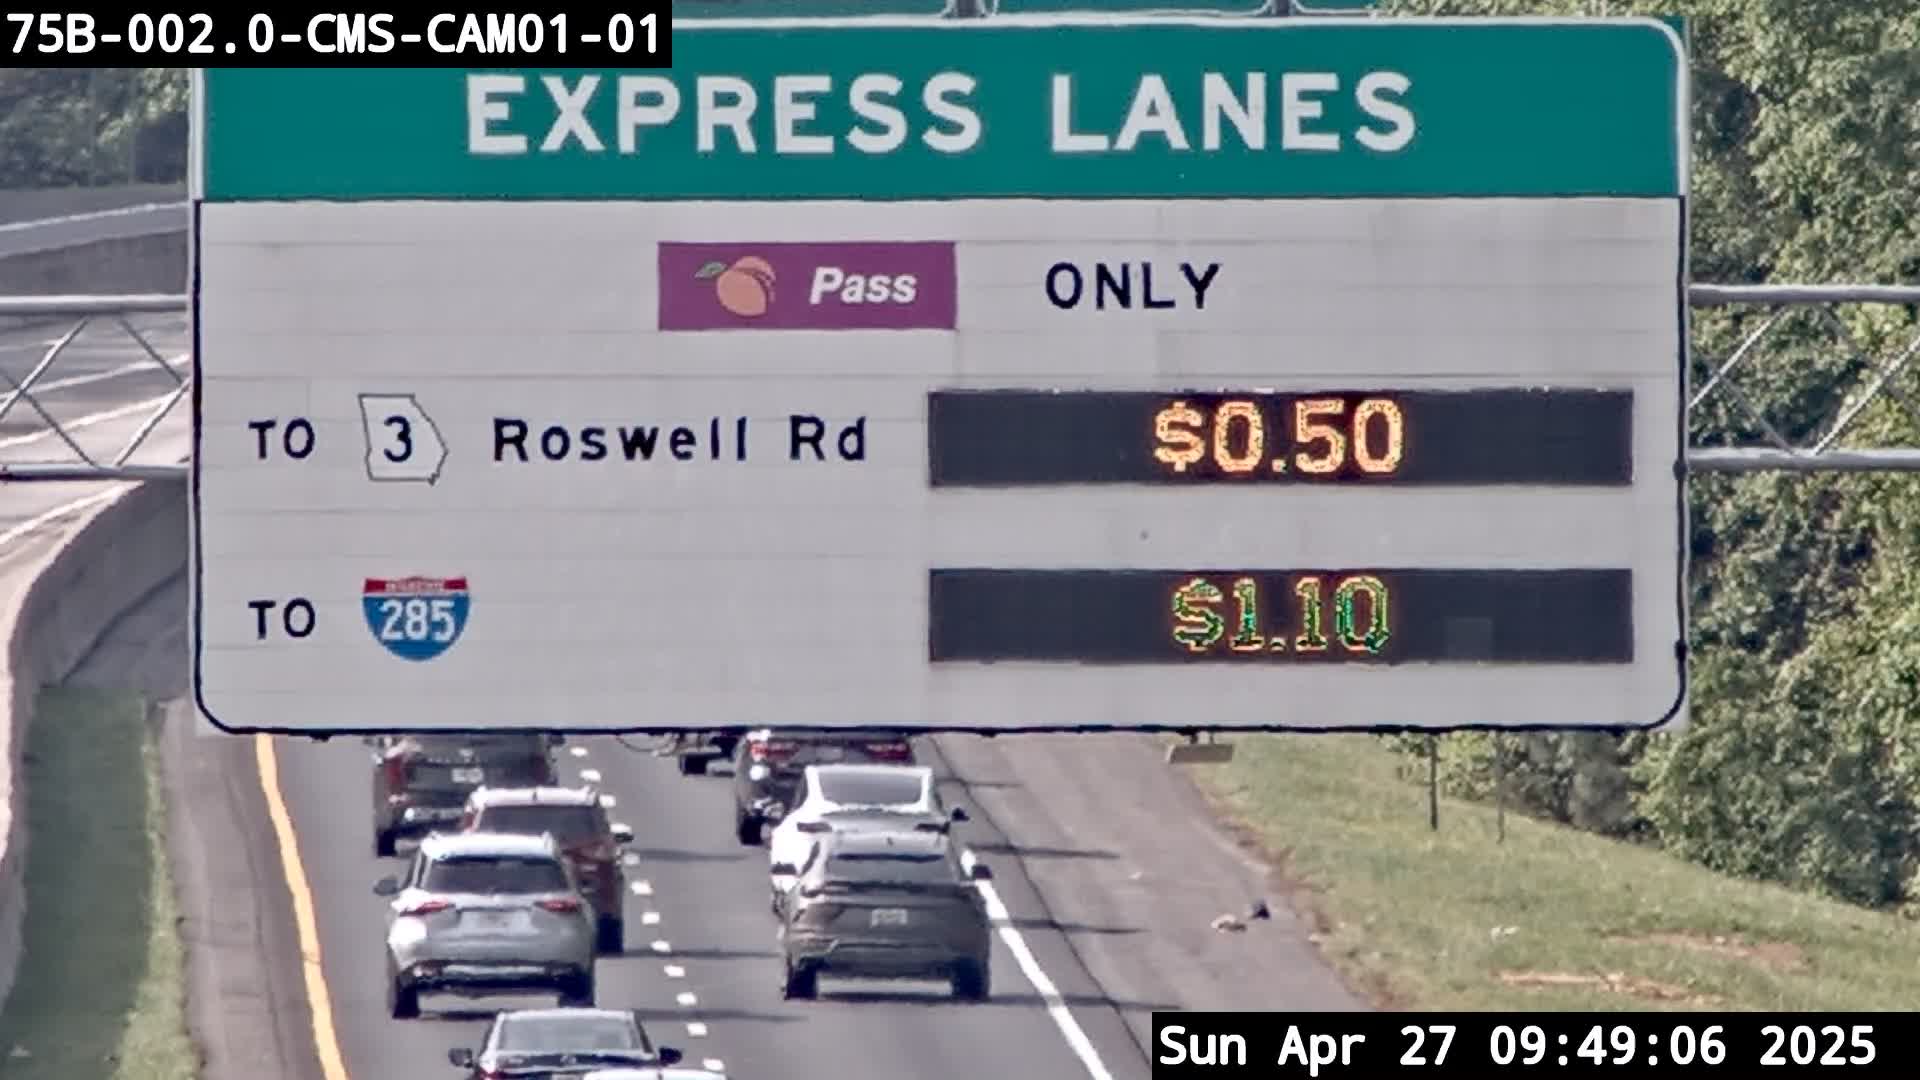 75B-002.0-CMS-CAM01-01
EXPRESS LANES
Pass ONLY
TO 3 Roswell Rd $0.50
TO 285 $1.10
Sun Apr 27 09:49:06 2025